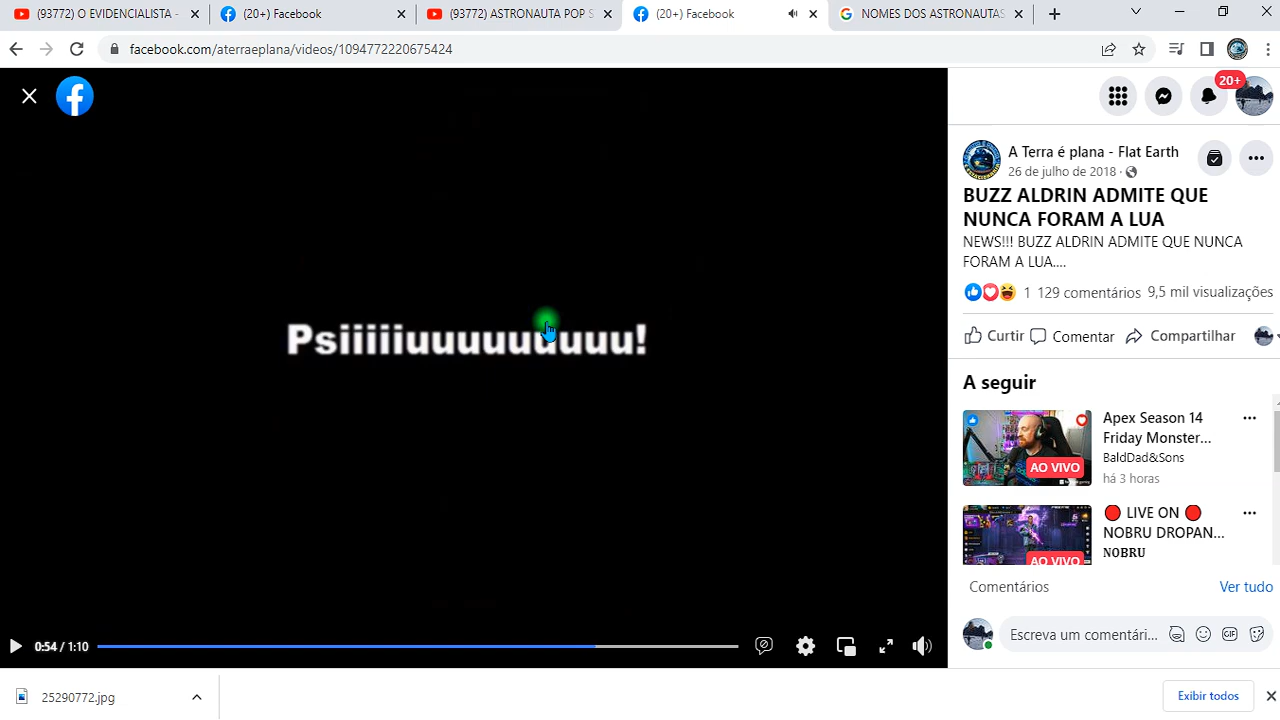 (93772) O EVIDENCIALISTA -
(20+) Facebook
(93772) ASTRONAUTA POP S
(20+) Facebook
NOMES DOS ASTRONAUTAS
facebook.com/aterraeplana/videos/1094772220675424
20+
A Terra é plana - Flat Earth
26 de julho de 2018 ·
BUZZ ALDRIN ADMITE QUE
NUNCA FORAM A LUA
NEWS!!! BUZZ ALDRIN ADMITE QUE NUNCA
FORAM A LUA....
1 129 comentários 9,5 mil visualizações
Curtir Comentar Compartilhar
A seguir
Apex Season 14
Friday Monster...
BaldDad&Sons
há 3 horas
AO VIVO
🔴 LIVE ON 🔴
NOBRU DROPAN...
NOBRU
AO VIVO
Comentários Ver tudo
Escreva um comentári...
GIF
Psiiiiiuuuuuuuuu!
0:54 / 1:10
25290772.jpg
Exibir todos